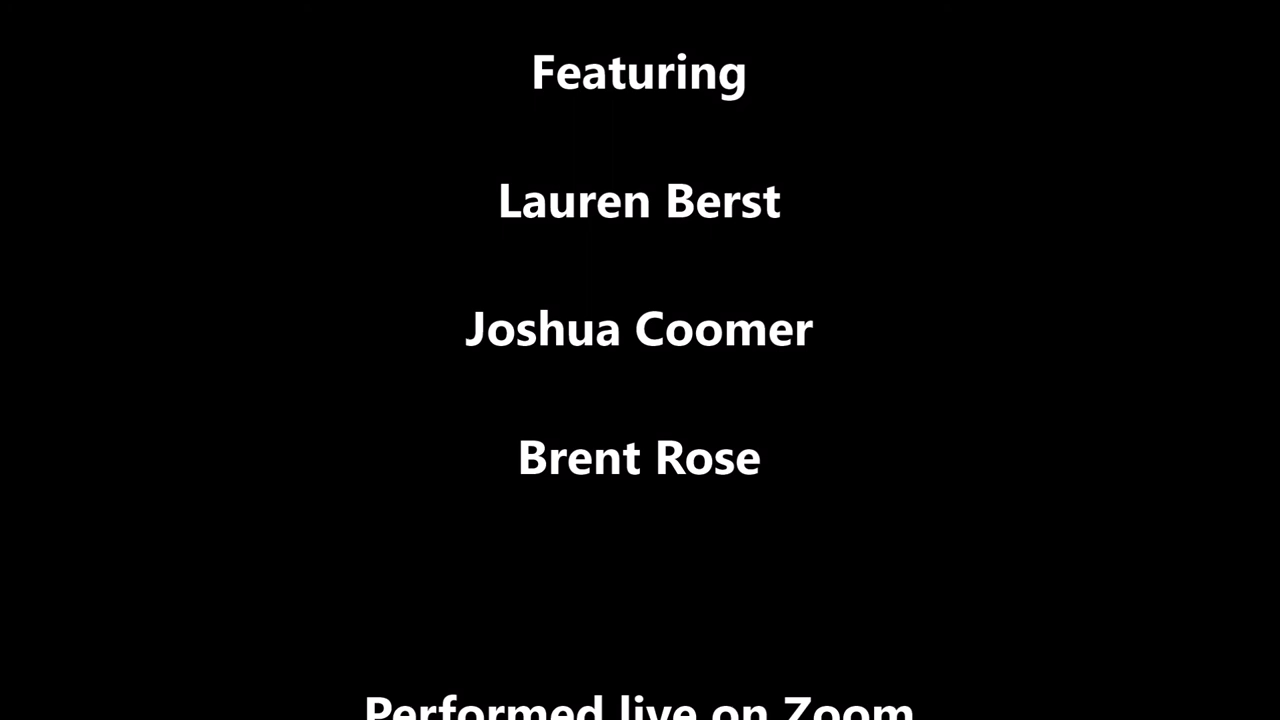 Featuring
Lauren Berst
Joshua Coomer
Brent Rose
Performed live on Zoom